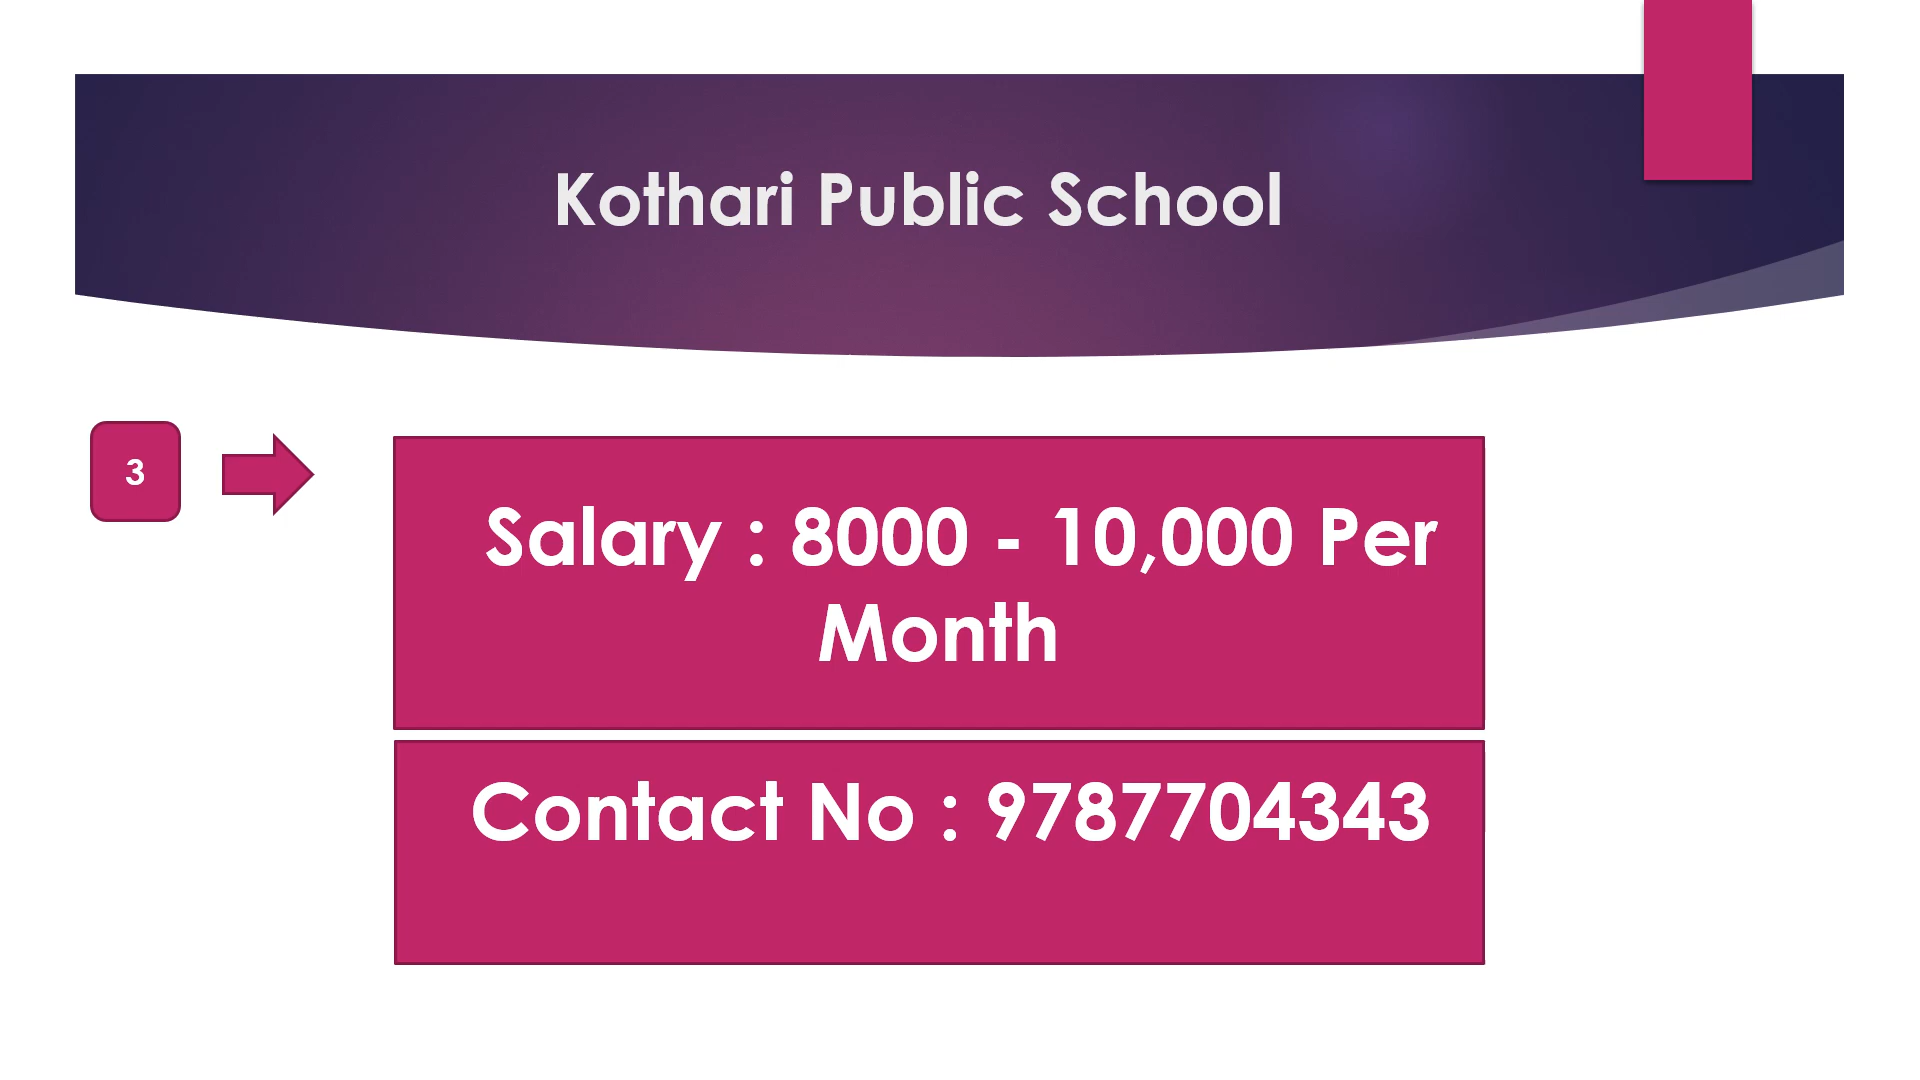 Kothari Public School
3
Salary : 8000 - 10,000 Per
Month
Contact No : 9787704343